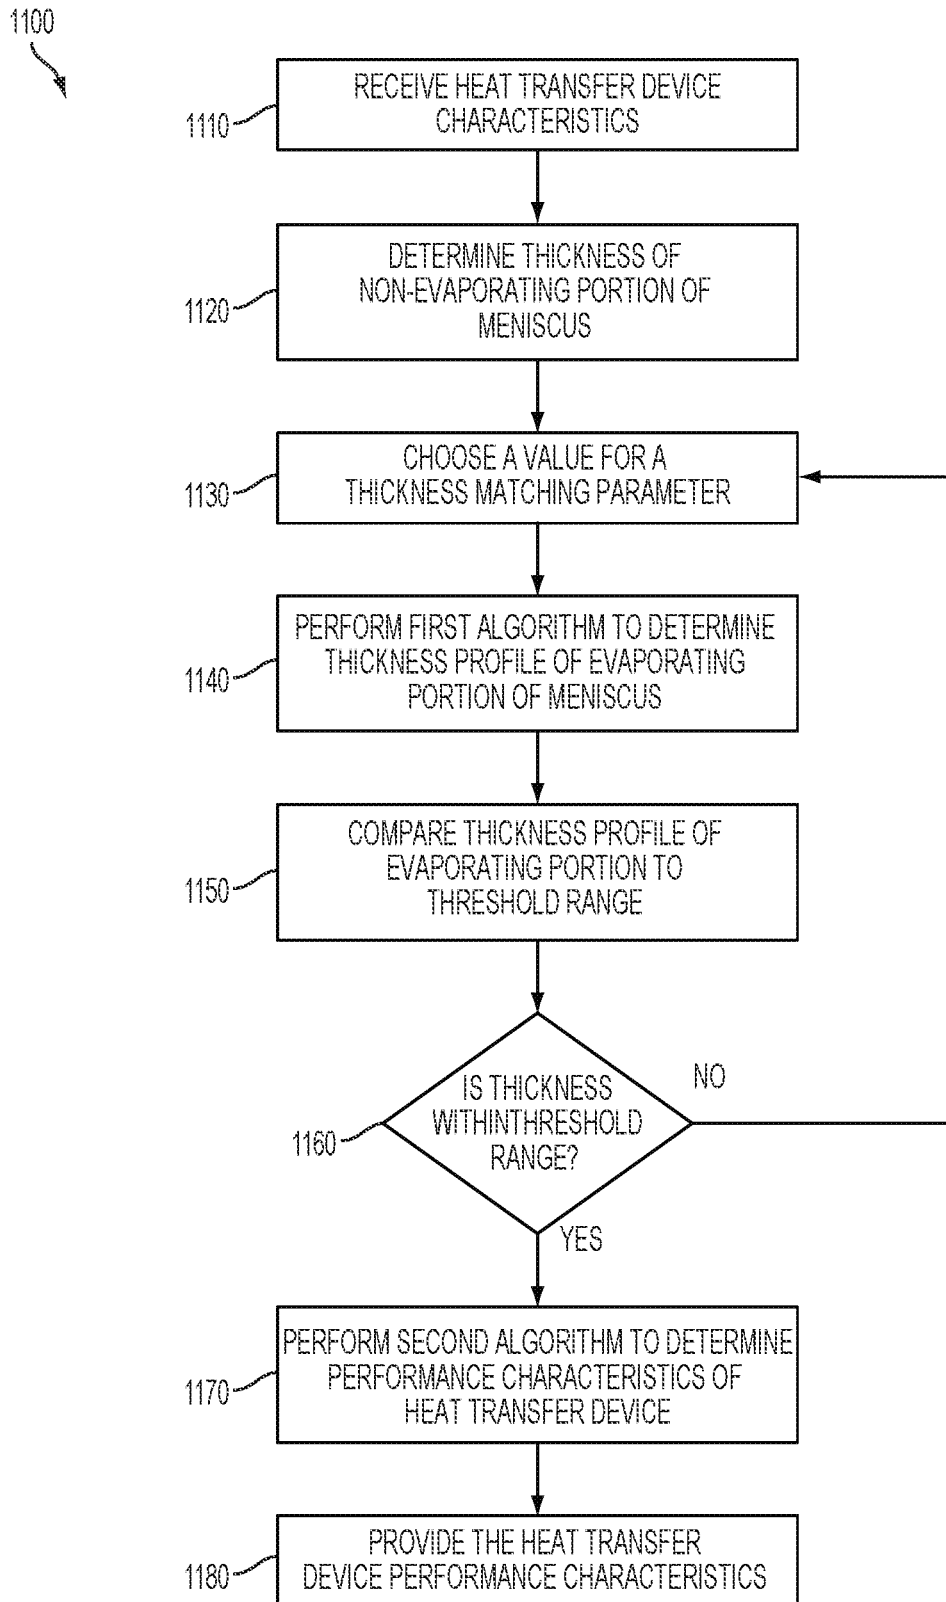 1100
RECEIVE HEAT TRANSFER DEVICE
CHARACTERISTICS
1110
DETERMINE THICKNESS OF
NON-EVAPORATING PORTION OF
MENISCUS
1120
CHOOSE A VALUE FOR A
THICKNESS MATCHING PARAMETER
1130
PERFORM FIRST ALGORITHM TO DETERMINE
THICKNESS PROFILE OF EVAPORATING
PORTION OF MENISCUS
1140
COMPARE THICKNESS PROFILE OF
EVAPORATING PORTION TO
THRESHOLD RANGE
1150
IS THICKNESS
WITHINTHRESHOLD
RANGE?
1160
NO
YES
PERFORM SECOND ALGORITHM TO DETERMINE
PERFORMANCE CHARACTERISTICS OF
HEAT TRANSFER DEVICE
1170
PROVIDE THE HEAT TRANSFER
DEVICE PERFORMANCE CHARACTERISTICS
1180